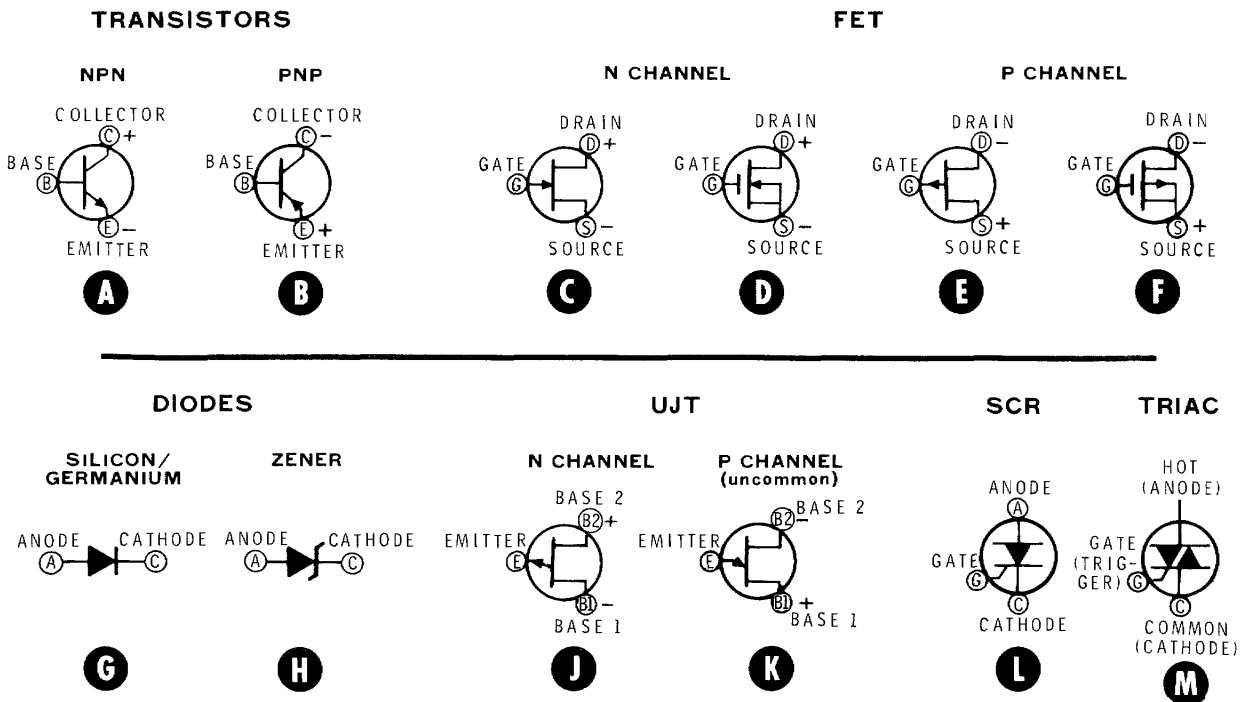 TRANSISTORS
FET
NPN
PNP
N CHANNEL
P CHANNEL
COLLECTOR
C +
BASE
B
E −
EMITTER
A
COLLECTOR
C −
BASE
B
E +
EMITTER
B
DRAIN
D +
GATE
G
S −
SOURCE
C
DRAIN
D +
GATE
G
S −
SOURCE
D
DRAIN
D −
GATE
G
S +
SOURCE
E
DRAIN
D −
GATE
G
S +
SOURCE
F
DIODES
UJT
SCR
TRIAC
SILICON/
GERMANIUM
ANODE
CATHODE
A
C
G
ZENER
ANODE
CATHODE
A
C
H
N CHANNEL
BASE 2
B2 +
EMITTER
E
B1 −
BASE 1
J
P CHANNEL
(uncommon)
BASE 2
B2 −
EMITTER
E
B1 +
BASE 1
K
ANODE
A
GATE
G
C
CATHODE
L
HOT
(ANODE)
GATE
(TRIG-
GER)
G
C
COMMON
(CATHODE)
M